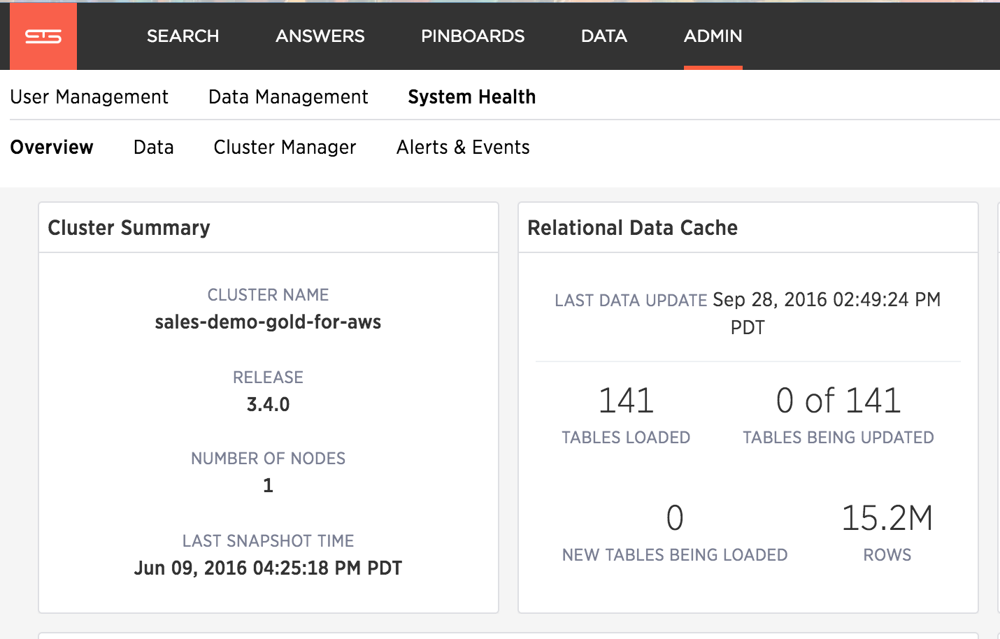 SEARCH ANSWERS PINBOARDS DATA ADMIN
User Management Data Management System Health
Overview Data Cluster Manager Alerts & Events
Cluster Summary
CLUSTER NAME
sales-demo-gold-for-aws
RELEASE
3.4.0
NUMBER OF NODES
1
LAST SNAPSHOT TIME
Jun 09, 2016 04:25:18 PM PDT
Relational Data Cache
LAST DATA UPDATE Sep 28, 2016 02:49:24 PM
PDT
141 0 of 141
TABLES LOADED TABLES BEING UPDATED
0 15.2M
NEW TABLES BEING LOADED ROWS